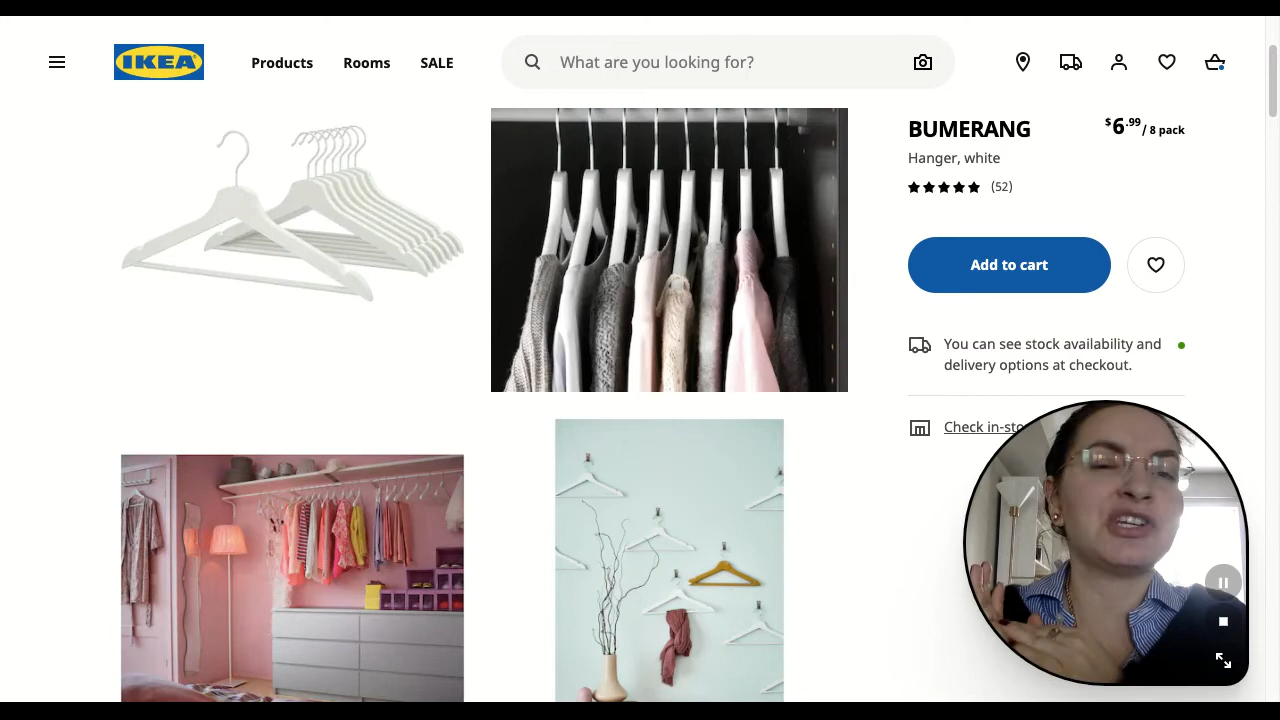 IKEA
Products
Rooms
SALE
What are you looking for?
BUMERANG
$6.99/ 8 pack
Hanger, white
(52)
Add to cart
You can see stock availability and
delivery options at checkout.
Check in-sto